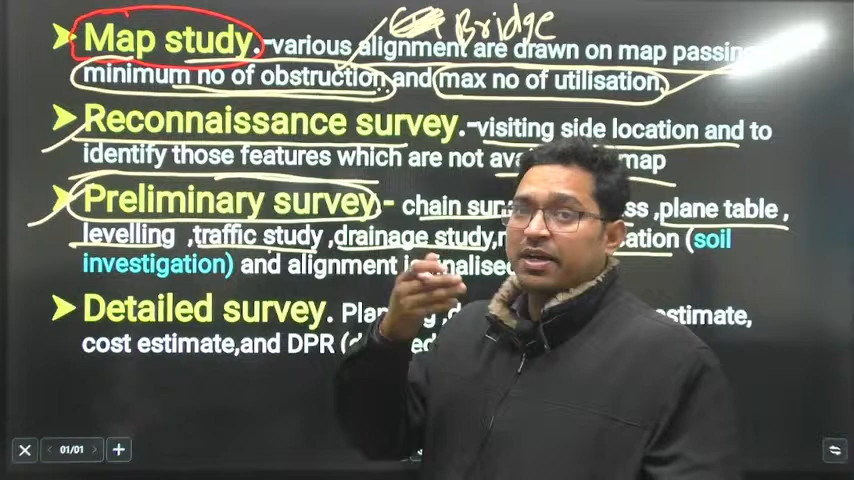 Bridge
Map study.-various alignment are drawn on map passing
minimum no of obstruction and max no of utilisation.
Reconnaissance survey.-visiting side location and to
identify those features which are not map
Preliminary survey- chain ,plane table ,
levelling ,traffic study ,drainage study, (soil
investigation) and alignment
Detailed survey. estimate,
cost estimate,and DPR
01/01